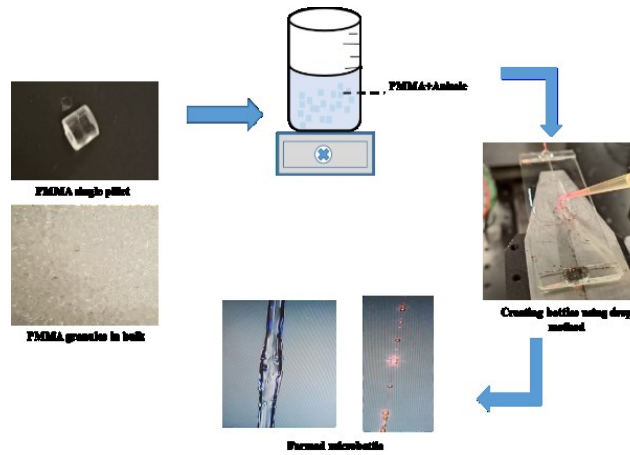 PMMA single pillet
PMMA granules in bulk
PMMA+Anisole
Creating bottles using drop
method
Formed microbottle